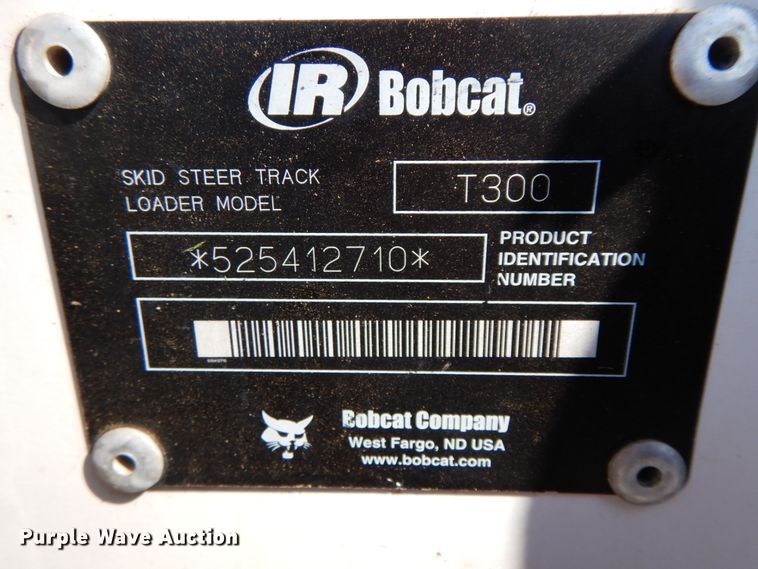 IR Bobcat®
SKID STEER TRACK
LOADER MODEL
T300
*525412710*
PRODUCT
IDENTIFICATION
NUMBER
Bobcat Company
West Fargo, ND USA
www.bobcat.com
Purple Wave Auction